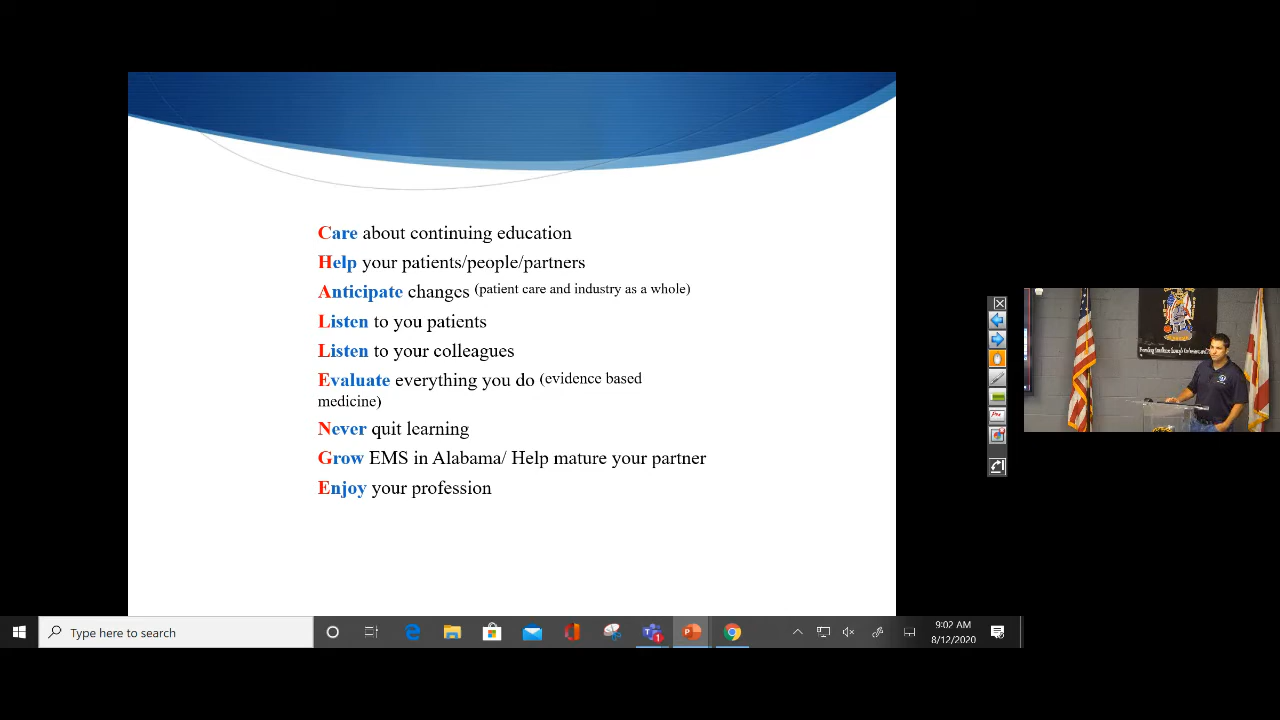 Care about continuing education
Help your patients/people/partners
Anticipate changes (patient care and industry as a whole)
Listen to you patients
Listen to your colleagues
Evaluate everything you do (evidence based
medicine)
Never quit learning
Grow EMS in Alabama/ Help mature your partner
Enjoy your profession
Type here to search
9:02 AM
8/12/2020